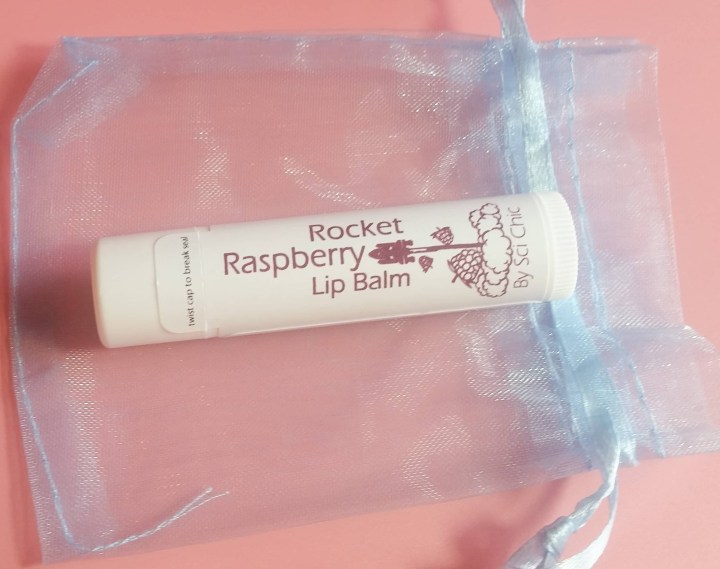 Rocket
Raspberry
Lip Balm
By Sci Chic
twist cap to break seal